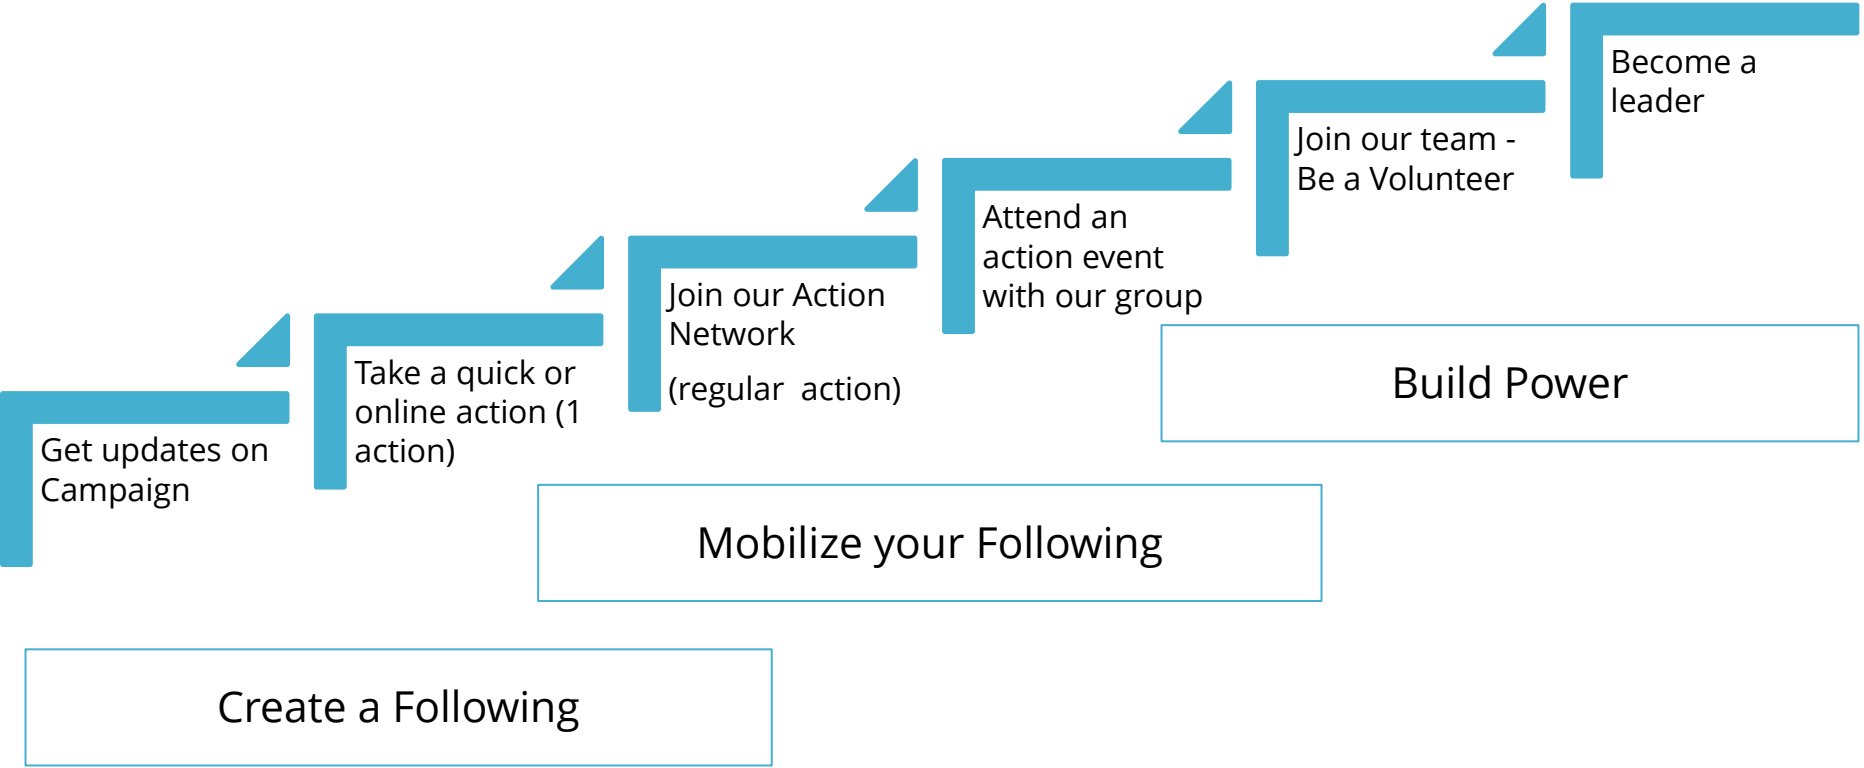 Get updates on
Campaign
Take a quick or
online action (1
action)
Join our Action
Network
(regular  action)
Attend an
action event
with our group
Join our team -
Be a Volunteer
Become a
leader
Build Power
Mobilize your Following
Create a Following